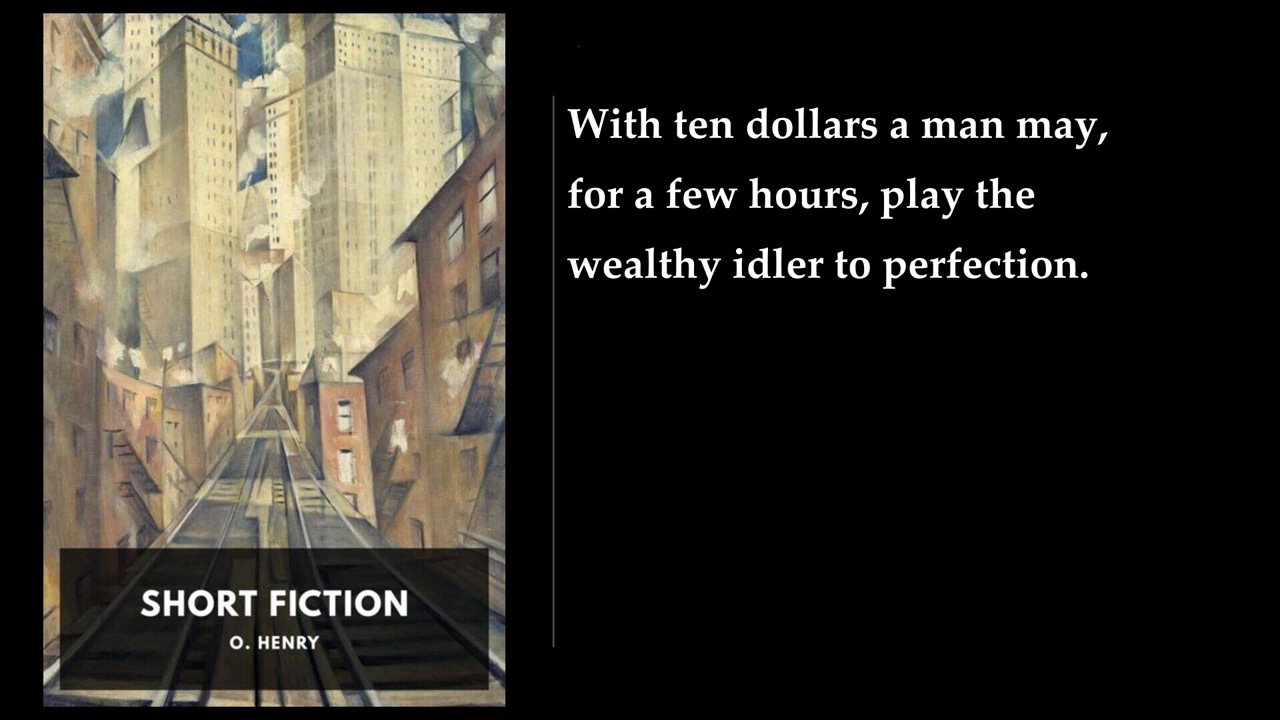 SHORT FICTION
O. HENRY
With ten dollars a man may,
for a few hours, play the
wealthy idler to perfection.